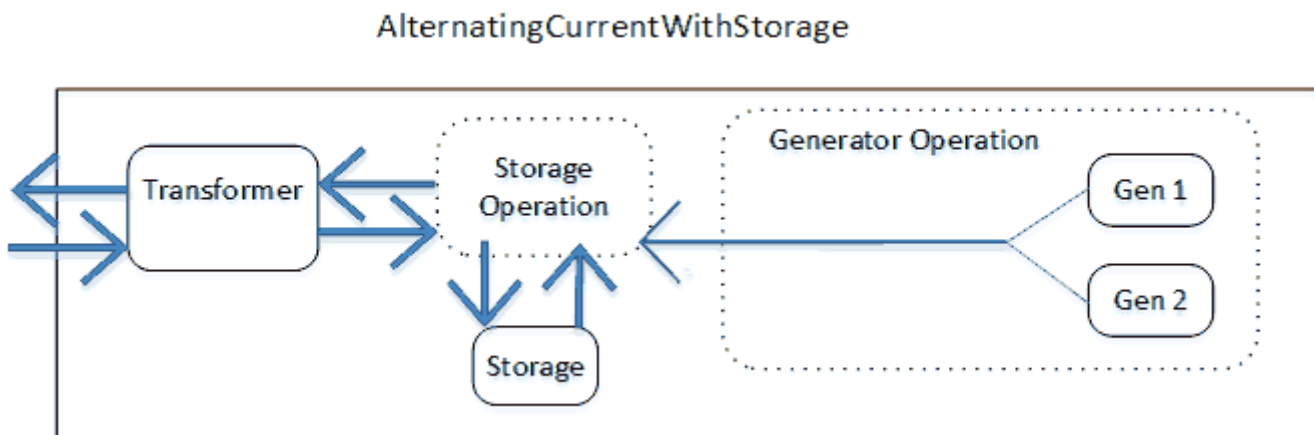 AlternatingCurrentWithStorage
Transformer
Storage
Operation
Storage
Generator Operation
Gen 1
Gen 2